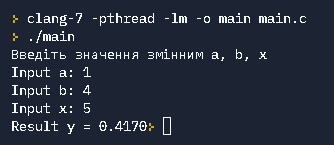 > clang-7 -pthread -lm -o main main.c
> ./main
Введіть значення змінним a, b, x
Input a: 1
Input b: 4
Input x: 5
Result y = 0.4170>